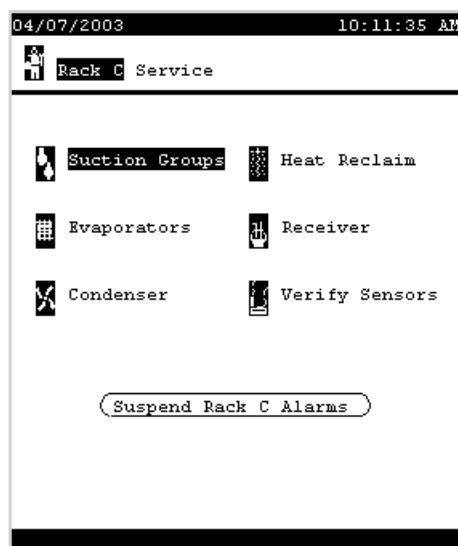 04/07/2003 10:11:35 AM
Rack C Service
Suction Groups Heat Reclaim
Evaporators Receiver
Condenser Verify Sensors
Suspend Rack C Alarms